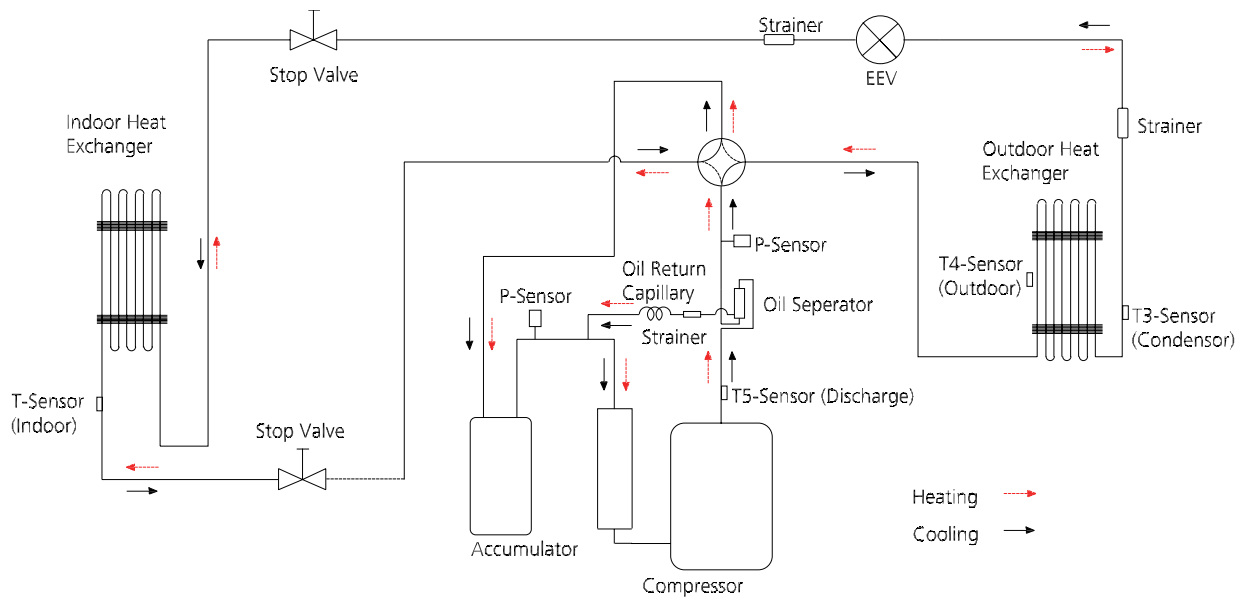 Strainer
Stop Valve
EEV
Indoor Heat
Exchanger
Strainer
Outdoor Heat
Exchanger
P-Sensor
T4-Sensor
(Outdoor)
Oil Return
Capillary
P-Sensor
Oil Seperator
Strainer
T3-Sensor
(Condensor)
T-Sensor
(Indoor)
T5-Sensor (Discharge)
Stop Valve
Heating
Cooling
Accumulator
Compressor